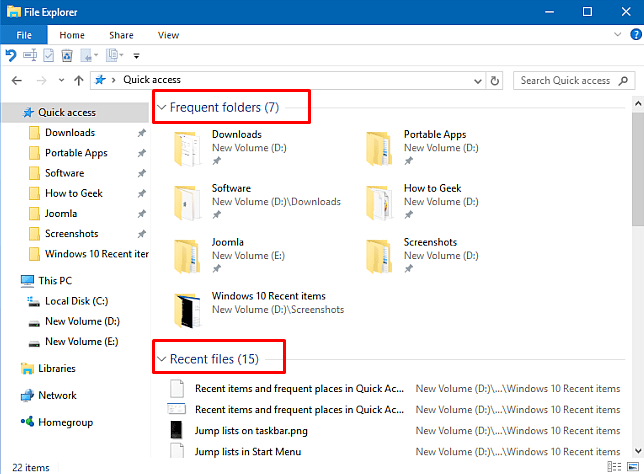 File Explorer
File Home Share View
Quick access
Search Quick access
Quick access
Downloads
Portable Apps
Software
How to Geek
Joomla
Screenshots
Windows 10 Recent iter
This PC
Local Disk (C:)
New Volume (D:)
New Volume (E:)
Libraries
Network
Homegroup
Frequent folders (7)
Downloads
New Volume (D:)
Portable Apps
New Volume (D:)
Software
New Volume (D:)\Downloads
How to Geek
New Volume (D:)
Joomla
New Volume (E:)
Screenshots
New Volume (D:)
Windows 10 Recent items
New Volume (D:)\Screenshots
Recent files (15)
Recent items and frequent places in Quick Ac... New Volume (D:)\...\Windows 10 Recent items
Recent items and frequent places in Quick Ac... New Volume (D:)\...\Windows 10 Recent items
Jump lists on taskbar.png New Volume (D:)\...\Windows 10 Recent items
Jump lists in Start Menu New Volume (D:)\...\Windows 10 Recent items
22 items